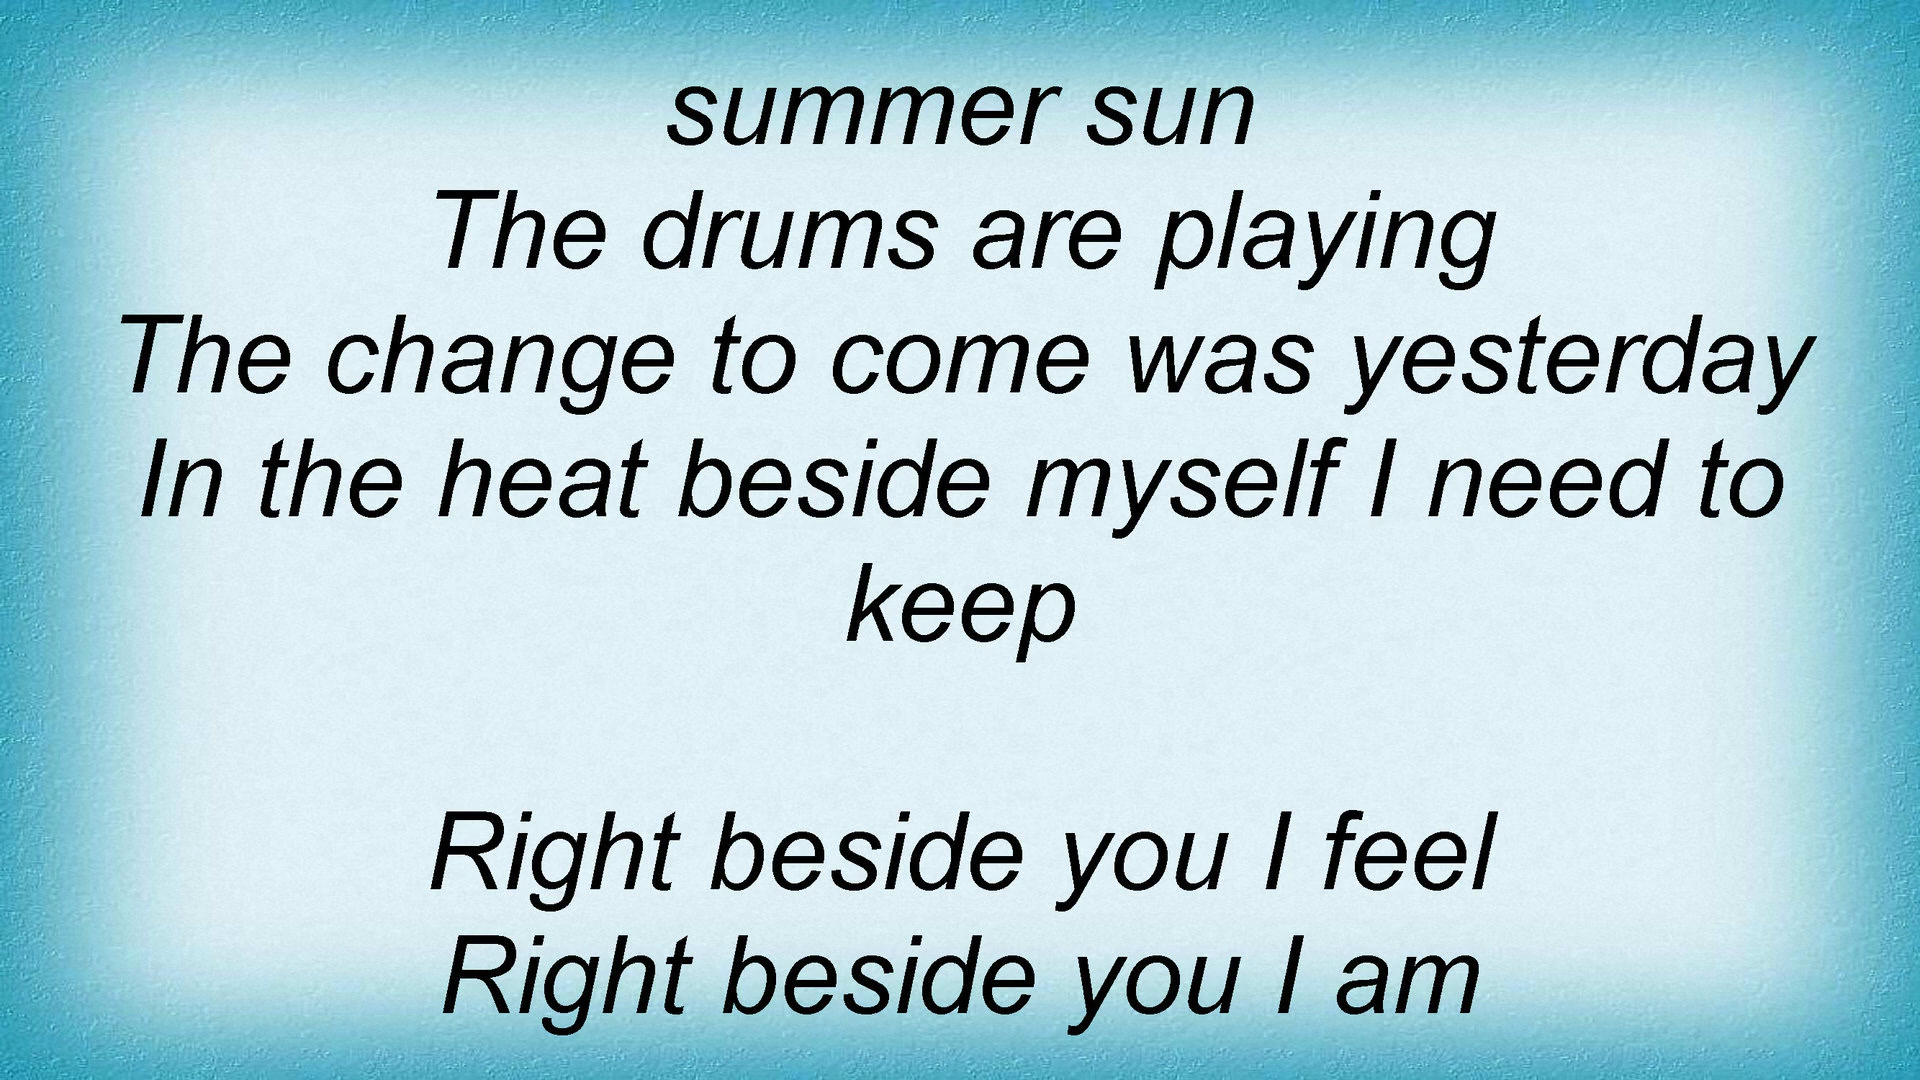 summer sun
The drums are playing
The change to come was yesterday
In the heat beside myself I need to
keep
Right beside you I feel
Right beside you I am